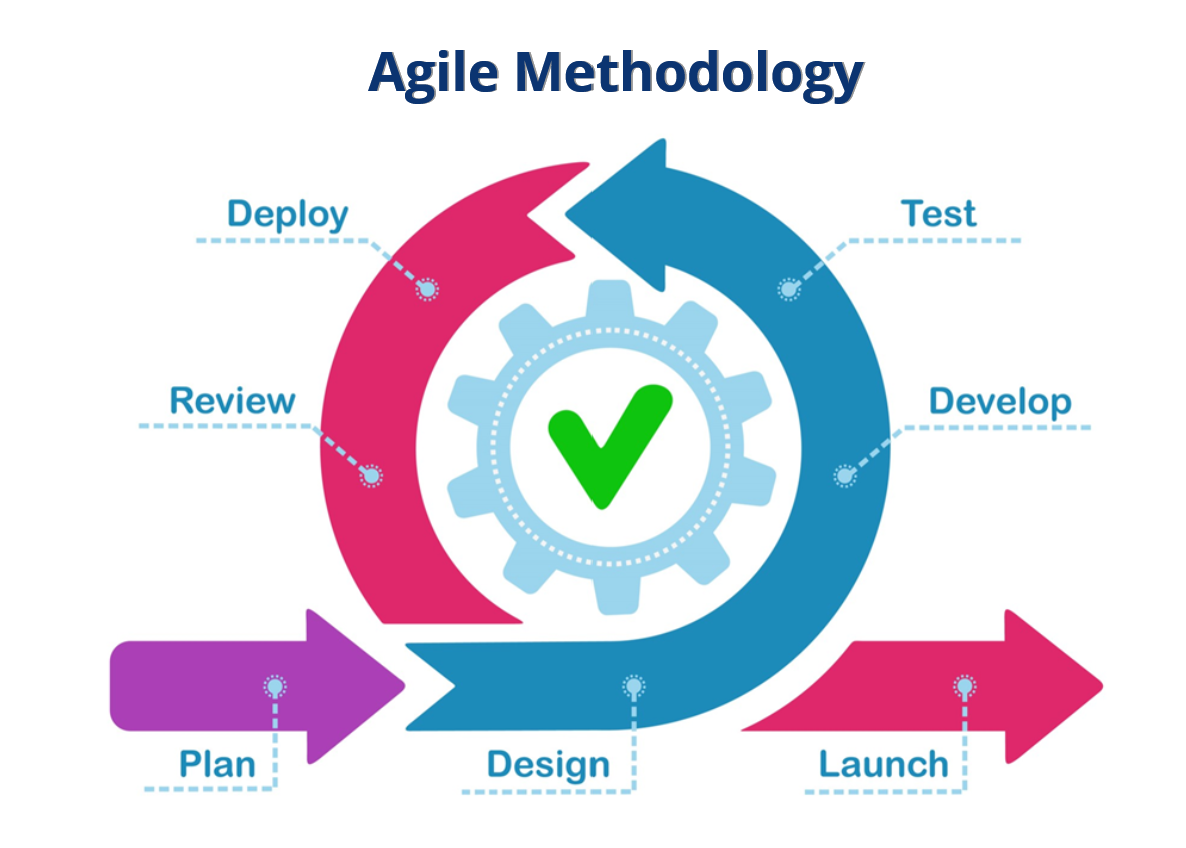 Agile Methodology
Deploy
Test
Review
Develop
Plan
Design
Launch